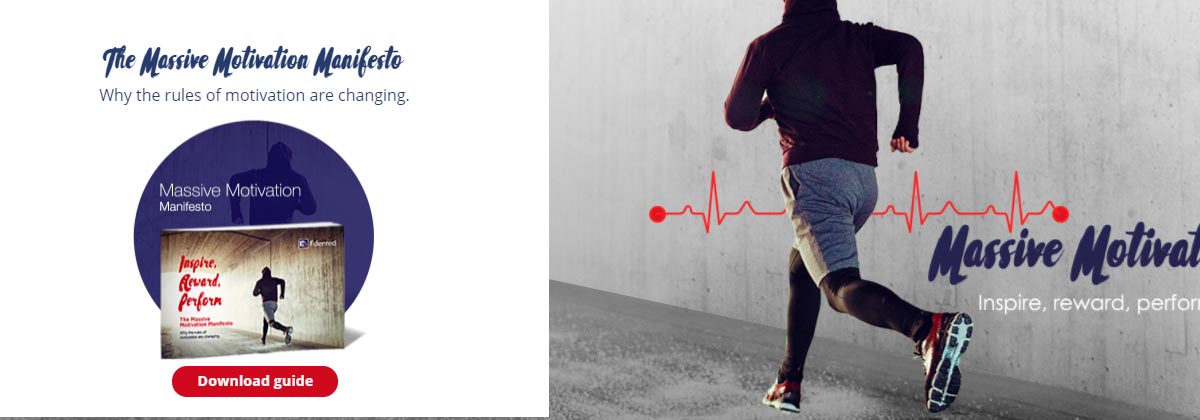 The Massive Motivation Manifesto
Why the rules of motivation are changing.
Massive Motivation
Manifesto
Edenred
Inspire,
Reward,
Perform
The Massive
Motivation Manifesto
Why the rules of
motivation are changing.
Download guide
Massive Motivat
Inspire, reward, perfor